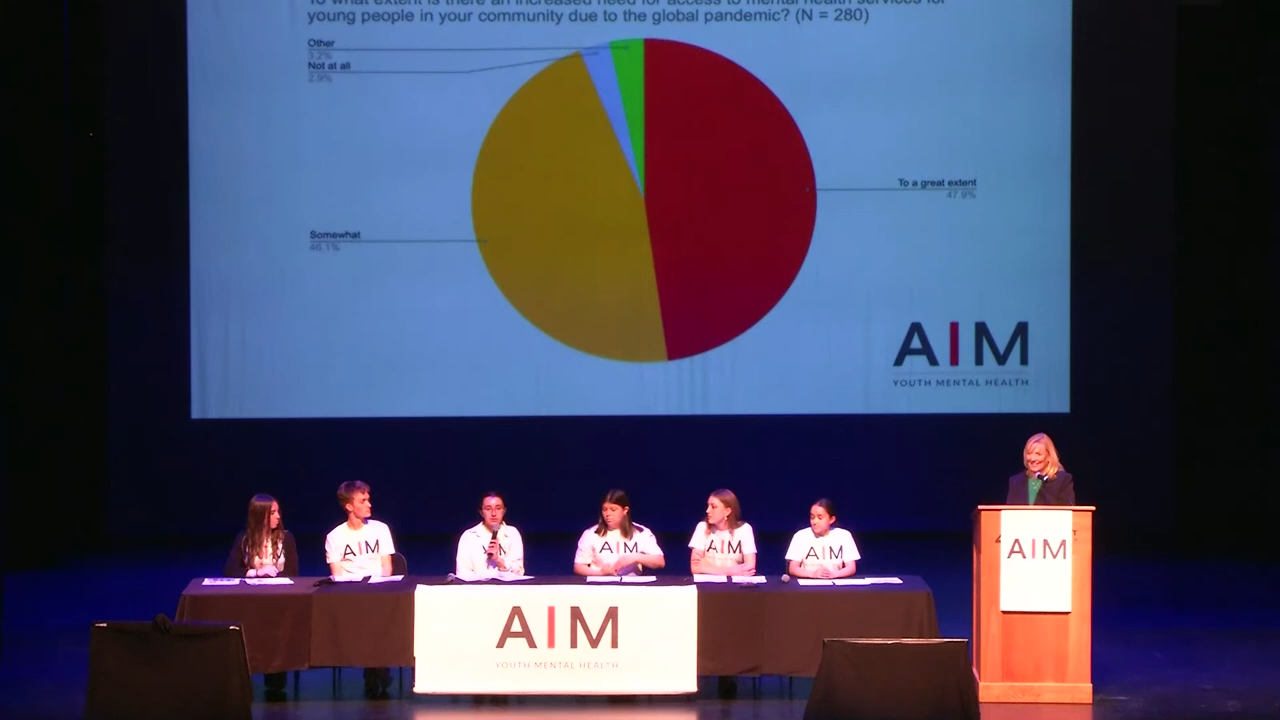 To what extent is there an increased need for access to mental health services for
young people in your community due to the global pandemic? (N = 280)
Other
3.2%
Not at all
2.9%
To a great extent
47.9%
Somewhat
46.1%
AIM
YOUTH MENTAL HEALTH
AIM
AIM
AIM
AIM
AIM
AIM
YOUTH MENTAL HEALTH